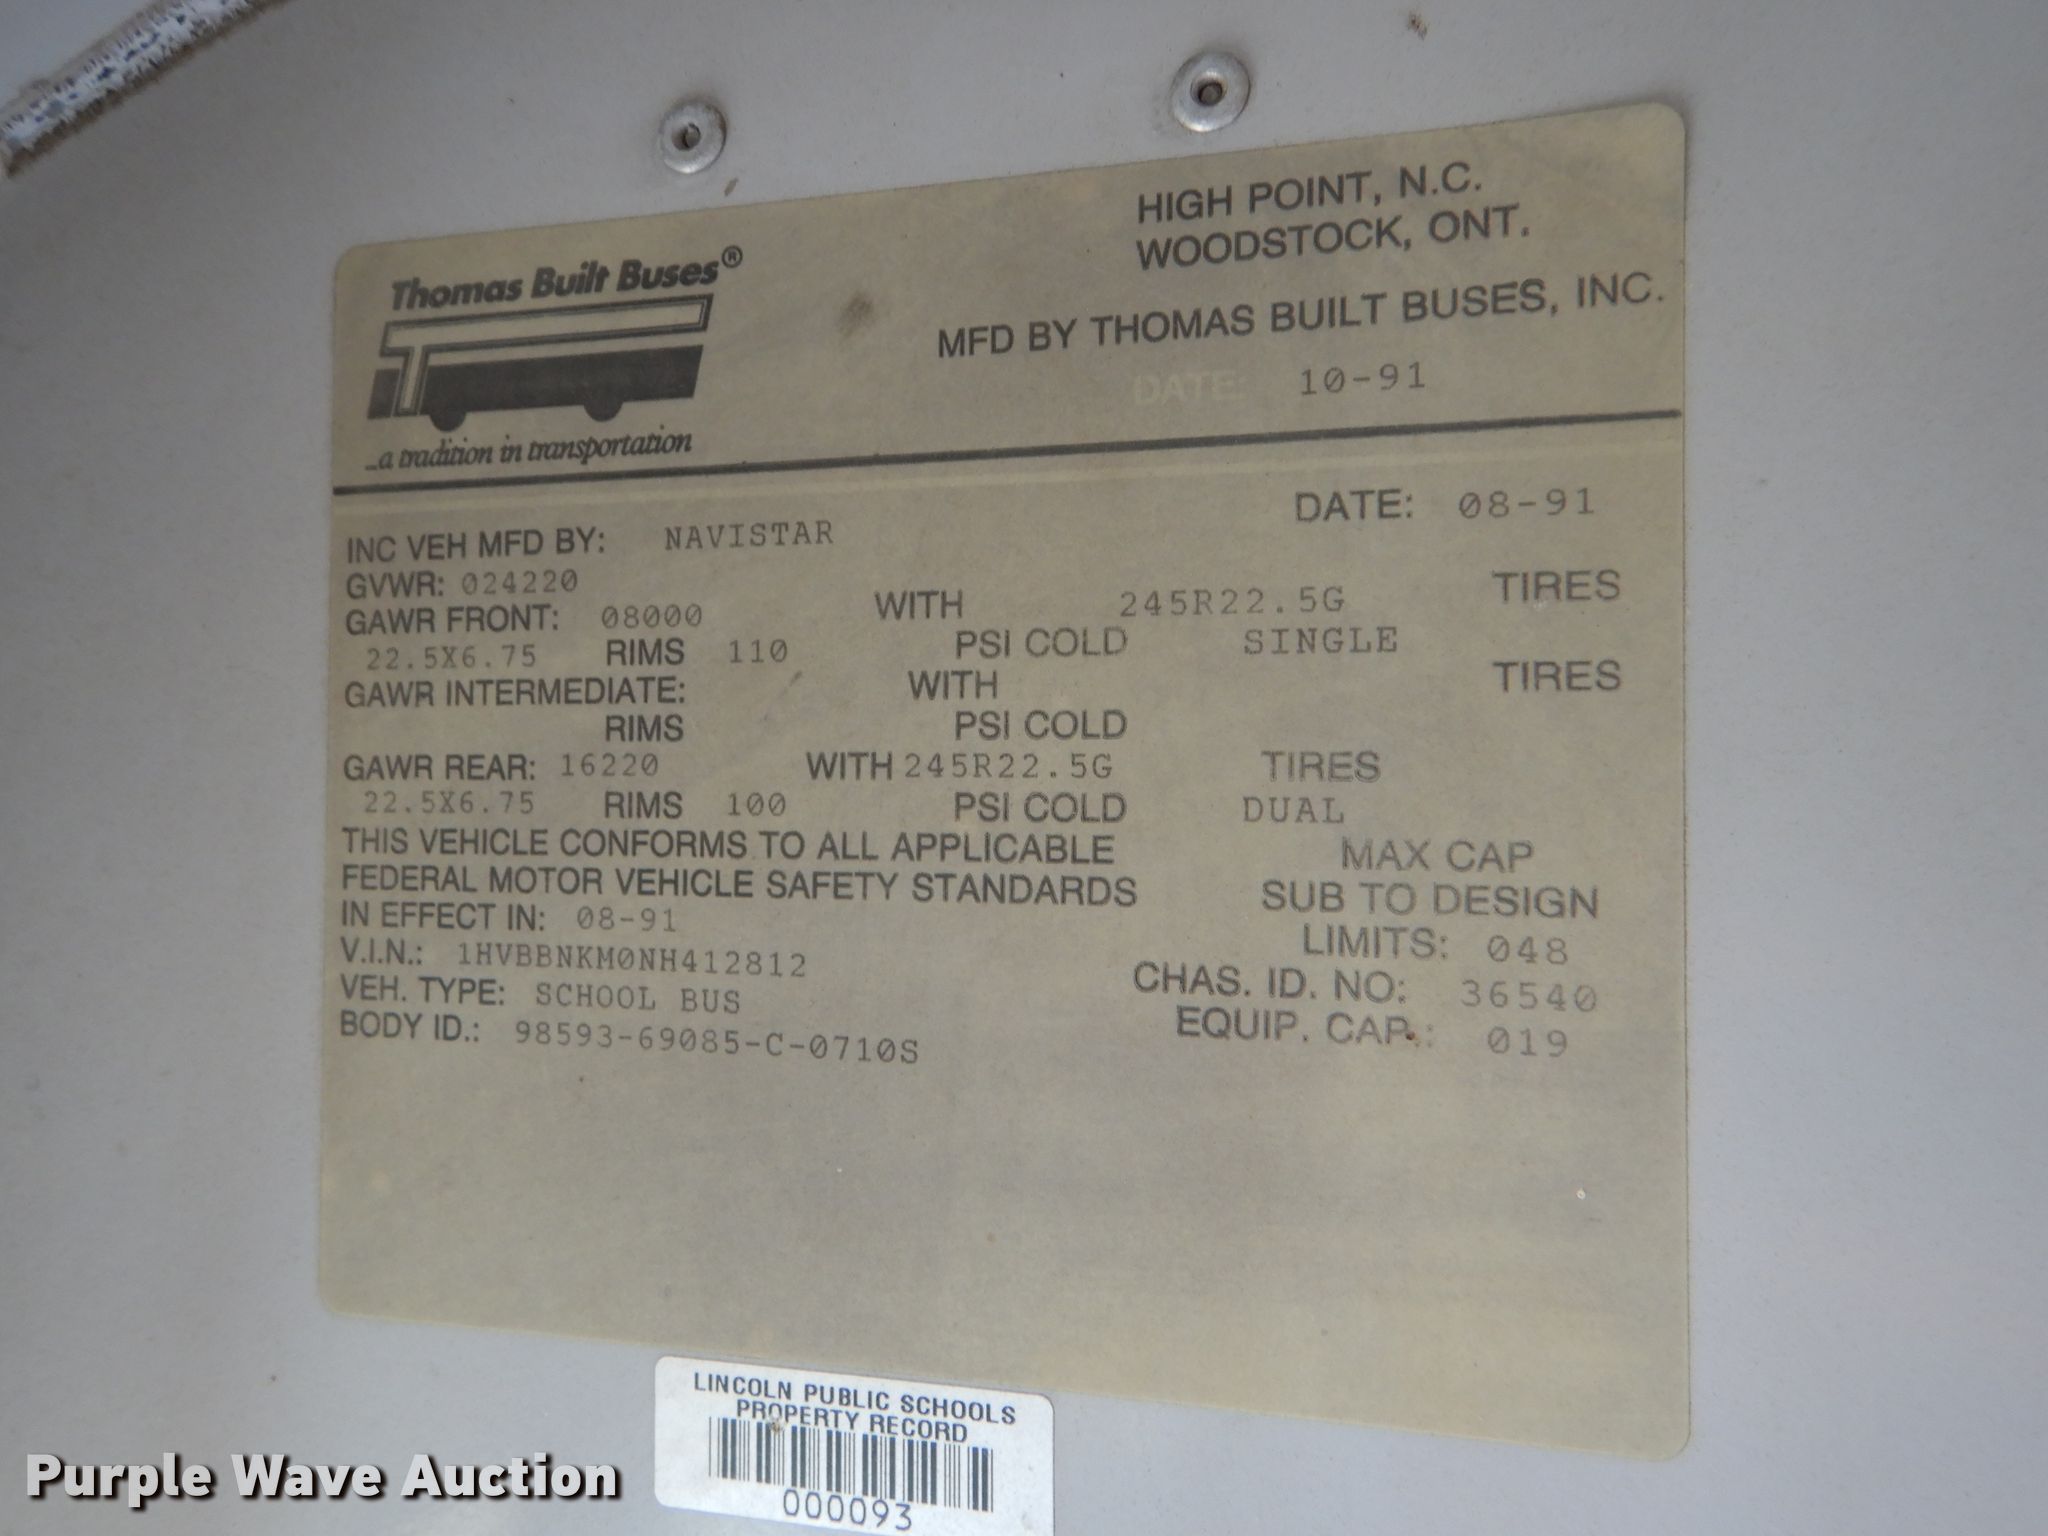 HIGH POINT, N.C.
WOODSTOCK, ONT.
Thomas Built Buses®
MFD BY THOMAS BUILT BUSES, INC.
DATE: 10-91
...a tradition in transportation
DATE: 08-91
INC VEH MFD BY: NAVISTAR
GVWR: 024220
GAWR FRONT: 08000 WITH 245R22.5G TIRES
22.5X6.75 RIMS 110 PSI COLD SINGLE
GAWR INTERMEDIATE: WITH TIRES
RIMS PSI COLD
GAWR REAR: 16220 WITH 245R22.5G TIRES
22.5X6.75 RIMS 100 PSI COLD DUAL
THIS VEHICLE CONFORMS TO ALL APPLICABLE
FEDERAL MOTOR VEHICLE SAFETY STANDARDS
IN EFFECT IN: 08-91
MAX CAP
SUB TO DESIGN
LIMITS: 048
V.I.N.: 1HVBBNKM0NH412812
CHAS. ID. NO: 36540
VEH. TYPE: SCHOOL BUS
EQUIP. CAP.: 019
BODY ID.: 98593-69085-C-0710S
LINCOLN PUBLIC SCHOOLS
PROPERTY RECORD
000093
Purple Wave Auction